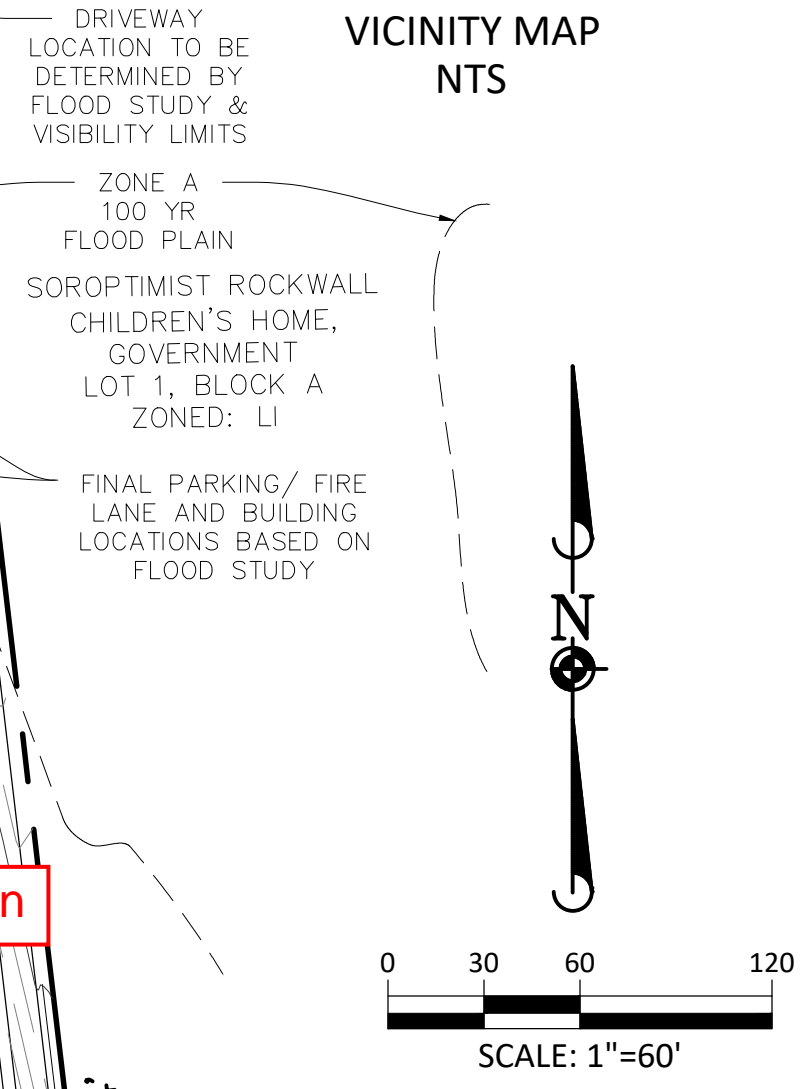 DRIVEWAY
LOCATION TO BE
DETERMINED BY
FLOOD STUDY &
VISIBILITY LIMITS
VICINITY MAP
NTS
ZONE A
100 YR
FLOOD PLAIN
SOROPTIMIST ROCKWALL
CHILDREN'S HOME,
GOVERNMENT
LOT 1, BLOCK A
ZONED: LI
FINAL PARKING/ FIRE
LANE AND BUILDING
LOCATIONS BASED ON
FLOOD STUDY
N
n
0 30 60 120
SCALE: 1"=60'